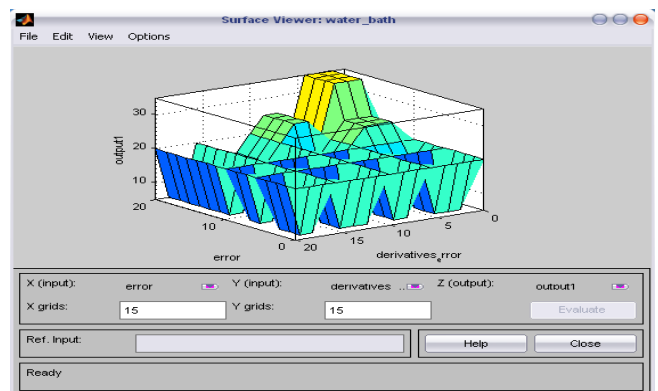 Surface Viewer: water_bath
File Edit View Options
30
20
10
output1
20
10
0
error
20
15
10
5
0
derivatives_error
X (input): error Y (input): derivatives ... Z (output): output1
X grids: 15 Y grids: 15 Evaluate
Ref. Input: Help Close
Ready